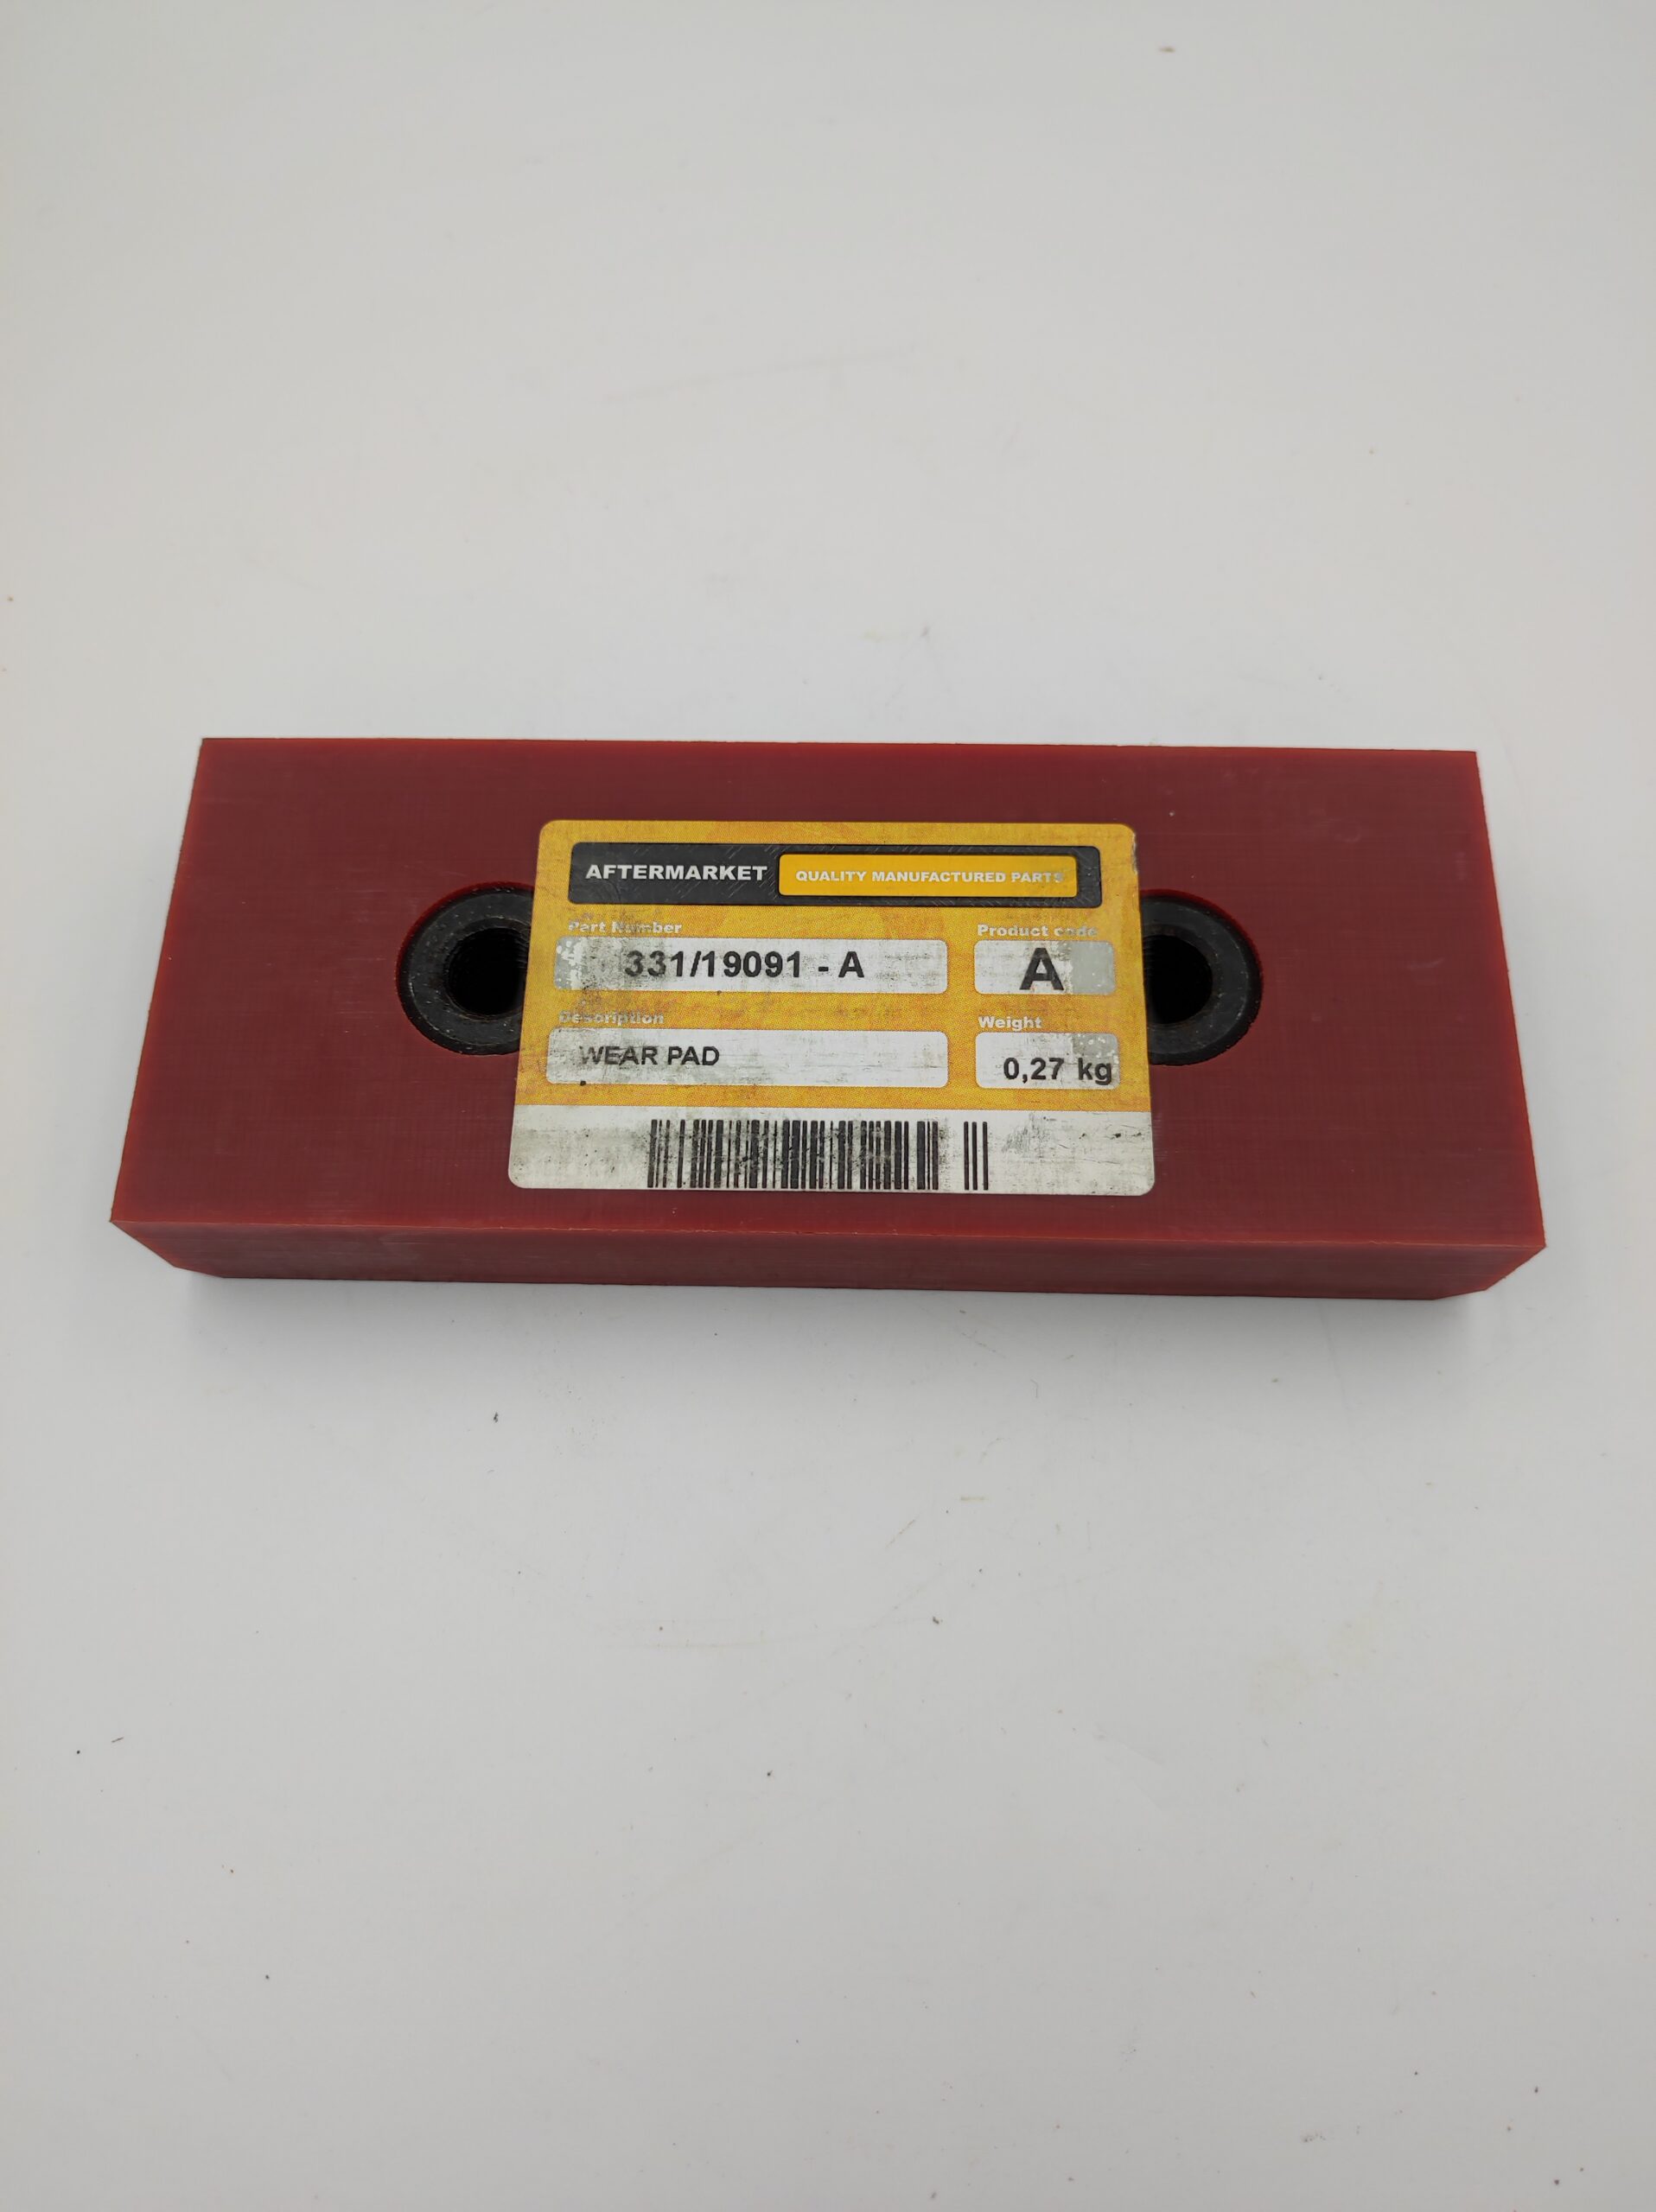 AFTERMARKET QUALITY MANUFACTURED PARTS
Part Number Product code
331/19091 - A A
Description Weight
WEAR PAD 0,27 kg